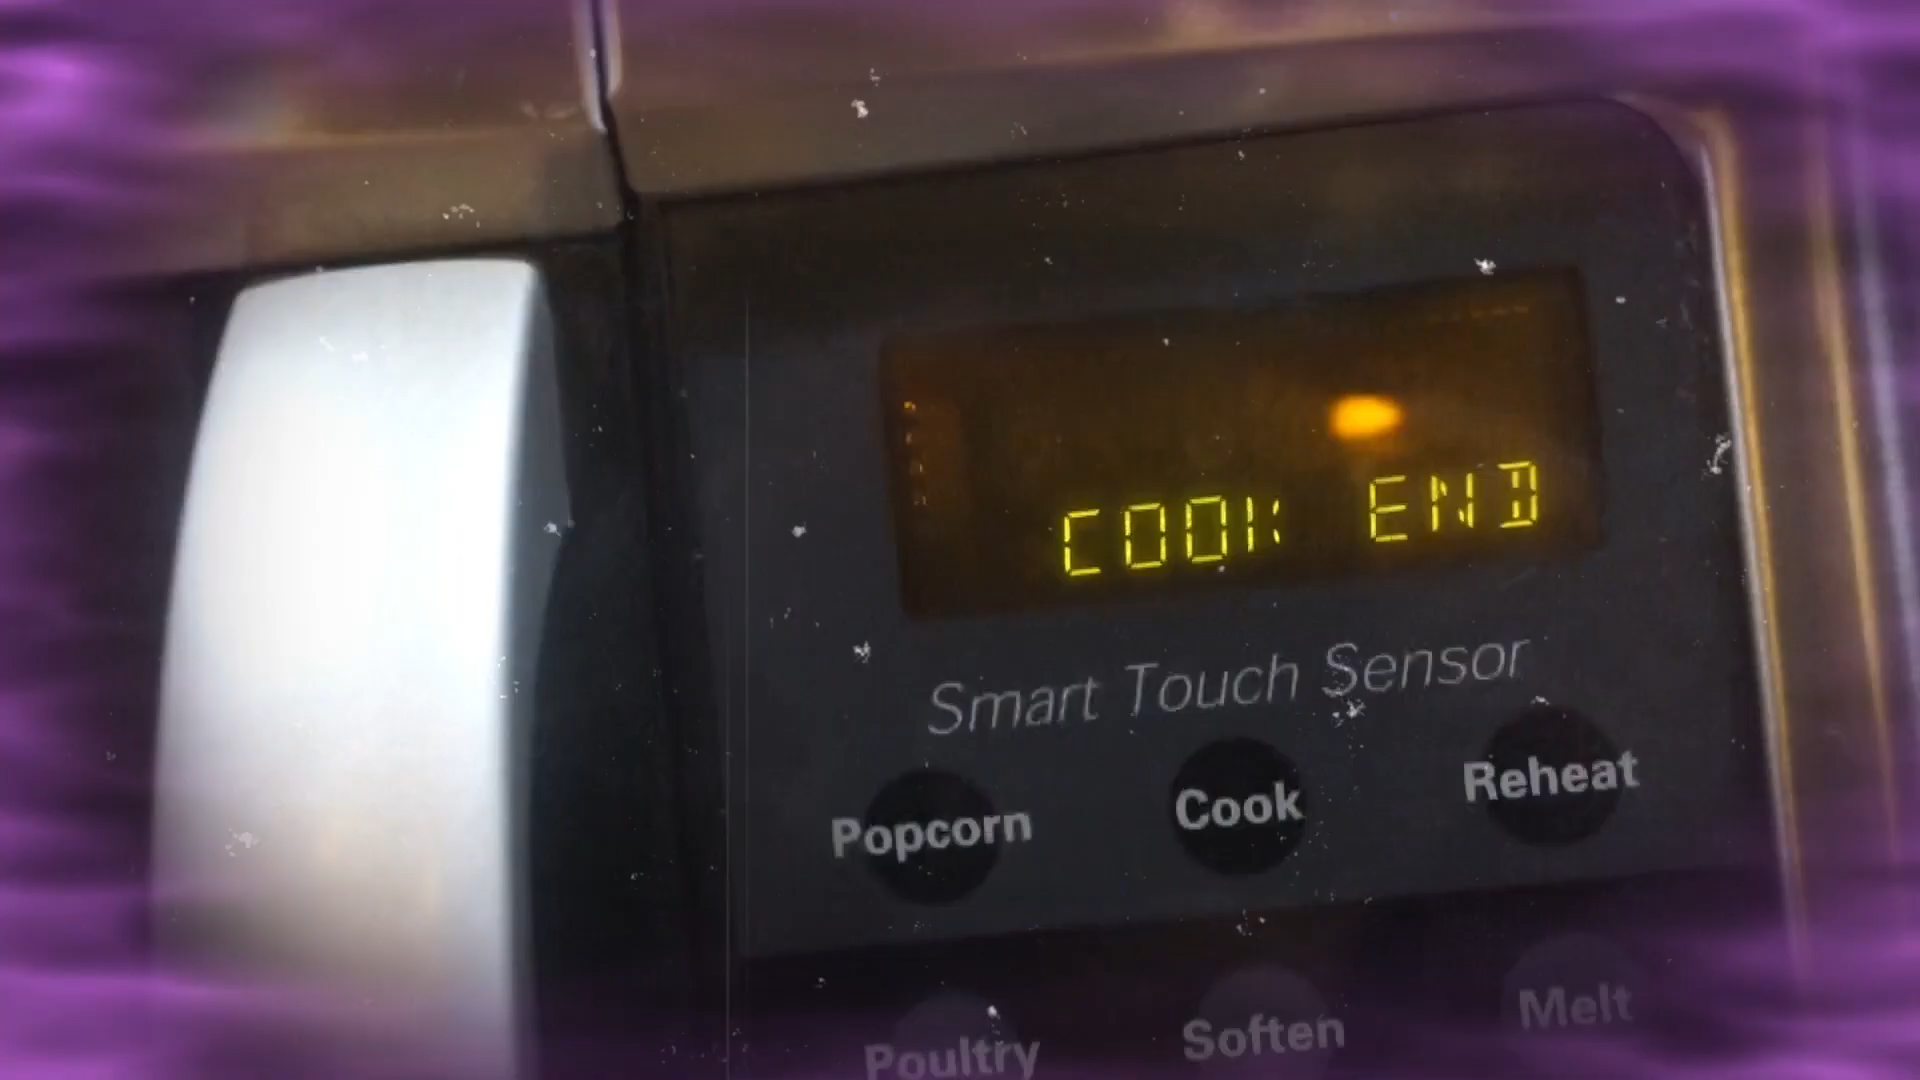 COOK END
Smart Touch Sensor
Popcorn Cook Reheat
Poultry Soften Melt